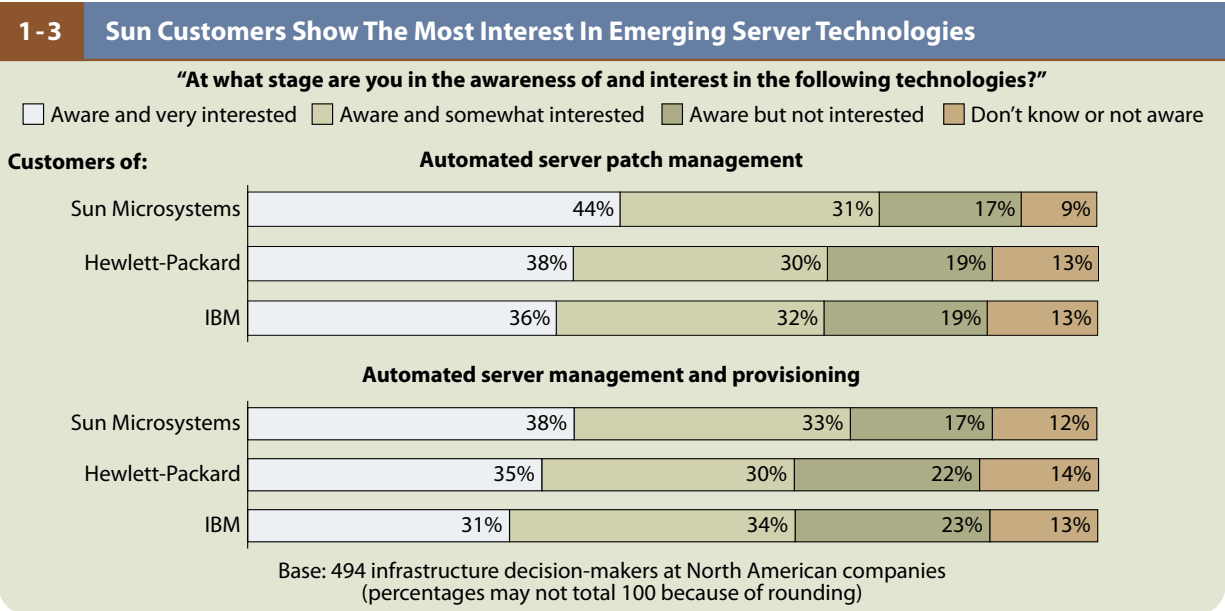 1-3 Sun Customers Show The Most Interest In Emerging Server Technologies
“At what stage are you in the awareness of and interest in the following technologies?”
Aware and very interested Aware and somewhat interested Aware but not interested Don’t know or not aware
Customers of: Automated server patch management
Sun Microsystems 44% 31% 17% 9%
Hewlett-Packard 38% 30% 19% 13%
IBM 36% 32% 19% 13%
Automated server management and provisioning
Sun Microsystems 38% 33% 17% 12%
Hewlett-Packard 35% 30% 22% 14%
IBM 31% 34% 23% 13%
Base: 494 infrastructure decision-makers at North American companies
(percentages may not total 100 because of rounding)